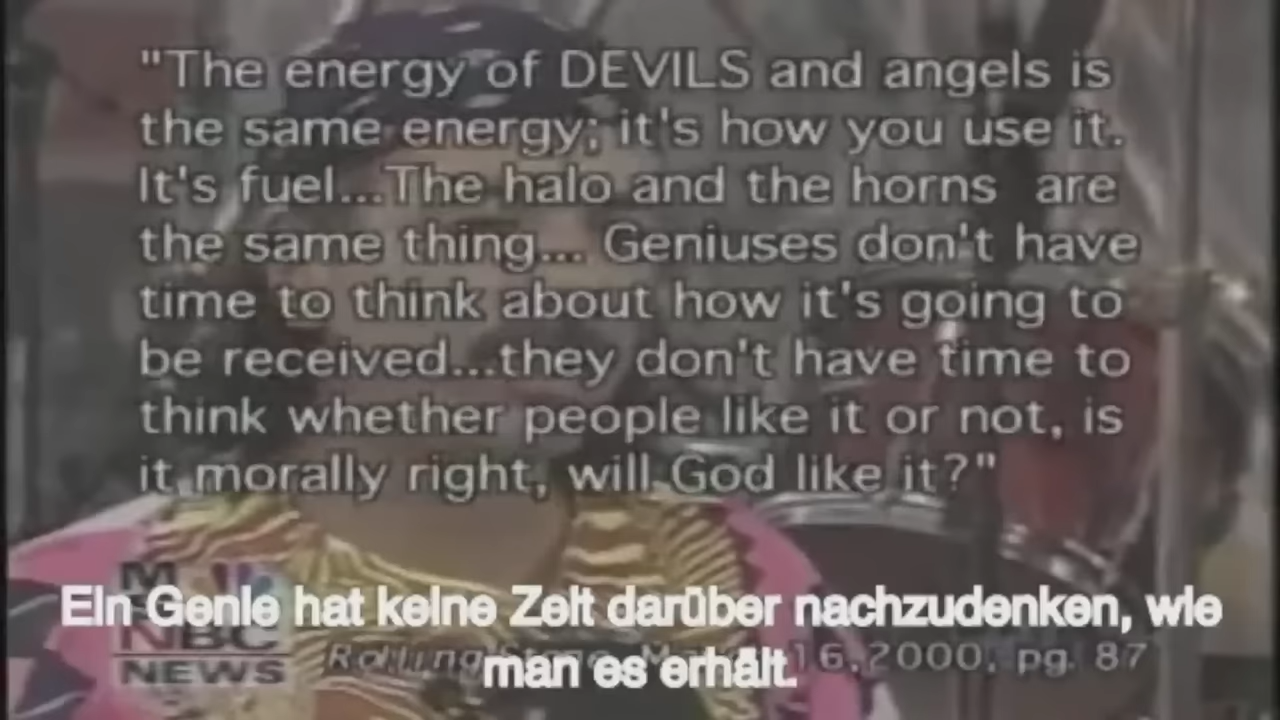 "The energy of DEVILS and angels is
the same energy; it's how you use it.
It's fuel...The halo and the horns are
the same thing... Geniuses don't have
time to think about how it's going to
be received...they don't have time to
think whether people like it or not, is
it morally right, will God like it?"
EIn GenIe hat keIne ZeIt darüber nachzudenken, wIe
man es erhält.
NBC
NEWS
Rolling 16,2000, pg. 87